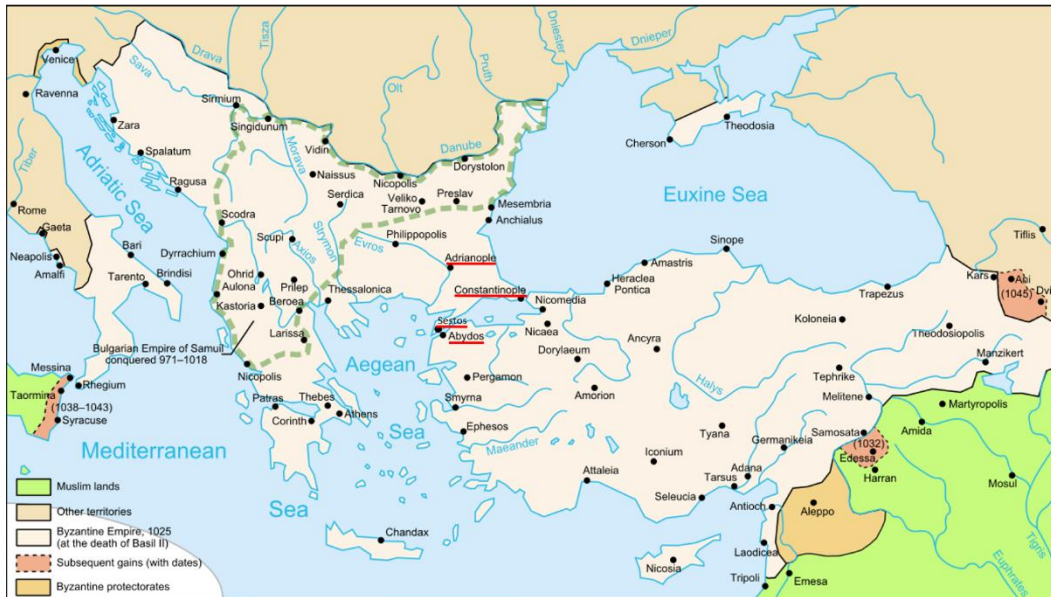 Venice
Ravenna
Drava
Sava
Tisza
Olt
Pruth
Dniester
Dnieper
Sirmium
Singidunum
Zara
Spalatum
Ragusa
Adriatic Sea
Tiber
Rome
Gaeta
Neapolis
Amalfi
Bari
Tarento
Brindisi
Vidin
Morava
Naissus
Danube
Nicopolis
Dorystolon
Serdica
Veliko
Tarnovo
Preslav
Mesembria
Anchialus
Cherson
Theodosia
Euxine Sea
Scodra
Scupi
Axios
Strymon
Evros
Philippopolis
Dyrrachium
Ohrid
Aulona
Prilep
Kastoria
Beroea
Thessalonica
Larissa
Adrianople
Constantinople
Nicomedia
Sestos
Abydos
Nicaea
Heraclea
Pontica
Amastris
Sinope
Trapezus
Tiflis
Kars
Ani
(1045)
Dvi
Koloneia
Theodosiopolis
Manzikert
Bulgarian Empire of Samuil
conquered 971–1018
Aegean
Sea
Dorylaeum
Ancyra
Halys
Tephrike
Melitene
Messina
Rhegium
Taormina
(1038–1043)
Syracuse
Nicopolis
Patras
Thebes
Corinth
Athens
Pergamon
Smyrna
Ephesos
Maeander
Amorion
Tyana
Iconium
Germanikeia
Samosata
(1032)
Edessa
Harran
Martyropolis
Amida
Mosul
Tigris
Mediterranean
Sea
Attaleia
Seleucia
Tarsus
Adana
Antioch
Aleppo
Chandax
Nicosia
Laodicea
Tripoli
Emesa
Euphrates
Muslim lands
Other territories
Byzantine Empire, 1025
(at the death of Basil II)
Subsequent gains (with dates)
Byzantine protectorates